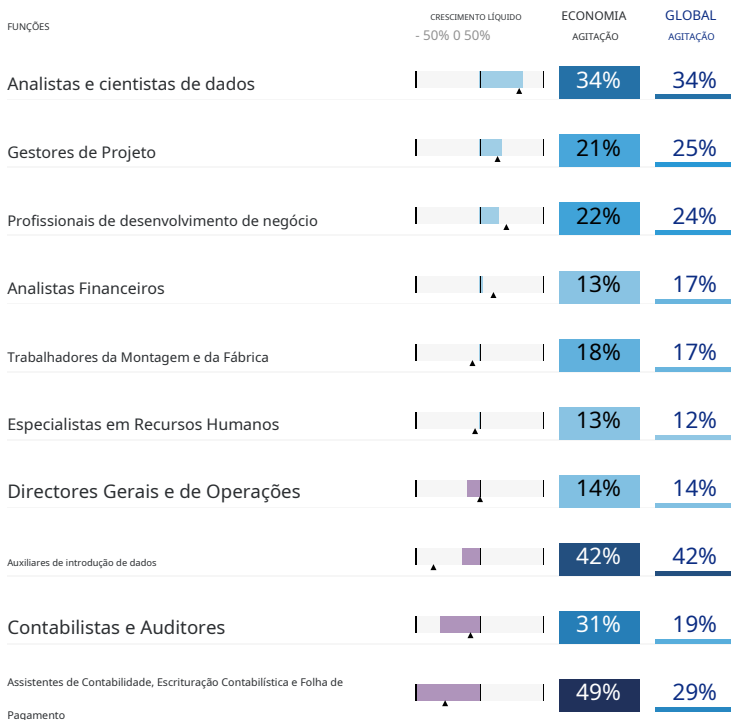 FUNÇÕES
CRESCIMENTO LÍQUIDO
- 50% 0 50%
ECONOMIA
AGITAÇÃO
GLOBAL
AGITAÇÃO
Analistas e cientistas de dados 34% 34%
Gestores de Projeto 21% 25%
Profissionais de desenvolvimento de negócio 22% 24%
Analistas Financeiros 13% 17%
Trabalhadores da Montagem e da Fábrica 18% 17%
Especialistas em Recursos Humanos 13% 12%
Directores Gerais e de Operações 14% 14%
Auxiliares de introdução de dados 42% 42%
Contabilistas e Auditores 31% 19%
Assistentes de Contabilidade, Escrituração Contabilística e Folha de 49% 29%
Pagamento